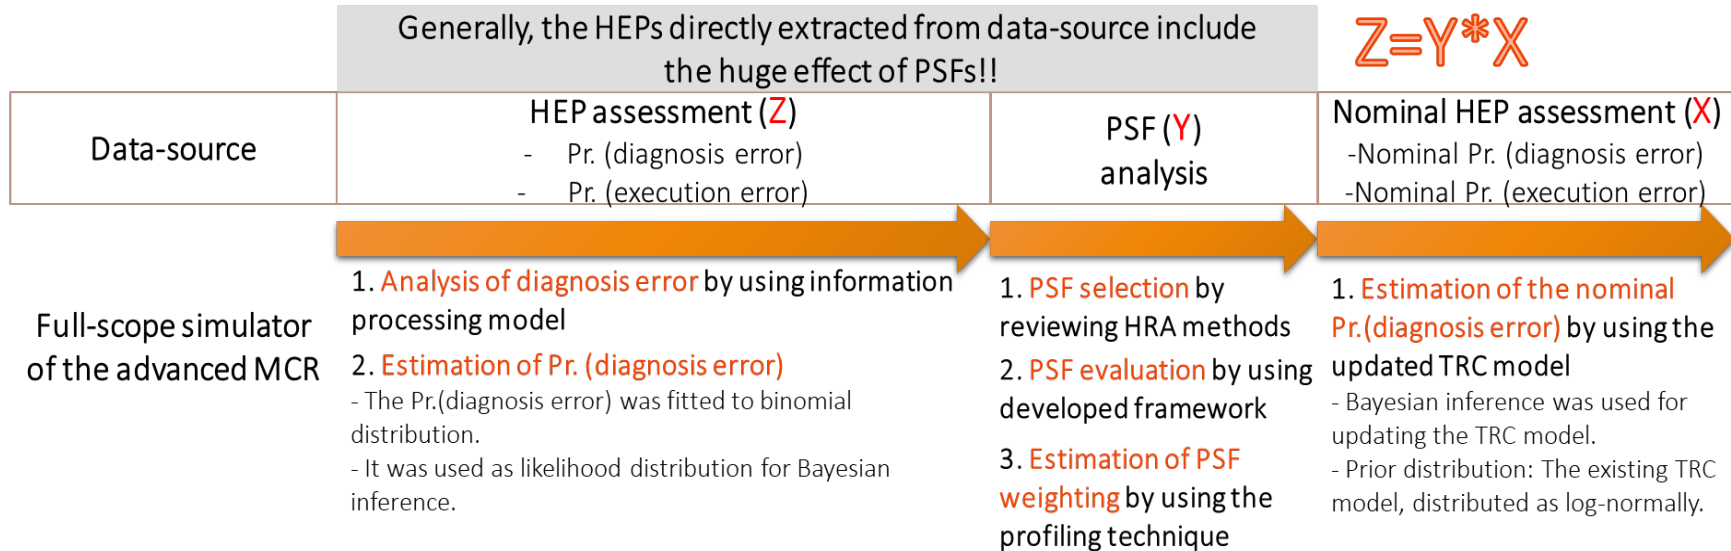 Generally, the HEPs directly extracted from data-source include
the huge effect of PSFs!!
Z=Y*X
Data-source
HEP assessment (Z)
- Pr. (diagnosis error)
- Pr. (execution error)
PSF (Y)
analysis
Nominal HEP assessment (X)
-Nominal Pr. (diagnosis error)
-Nominal Pr. (execution error)
Full-scope simulator
of the advanced MCR
1. Analysis of diagnosis error by using information
processing model
2. Estimation of Pr. (diagnosis error)
- The Pr.(diagnosis error) was fitted to binomial
distribution.
- It was used as likelihood distribution for Bayesian
inference.
1. PSF selection by
reviewing HRA methods
2. PSF evaluation by using
developed framework
3. Estimation of PSF
weighting by using the
profiling technique
1. Estimation of the nominal
Pr.(diagnosis error) by using the
updated TRC model
- Bayesian inference was used for
updating the TRC model.
- Prior distribution: The existing TRC
model, distributed as log-normally.